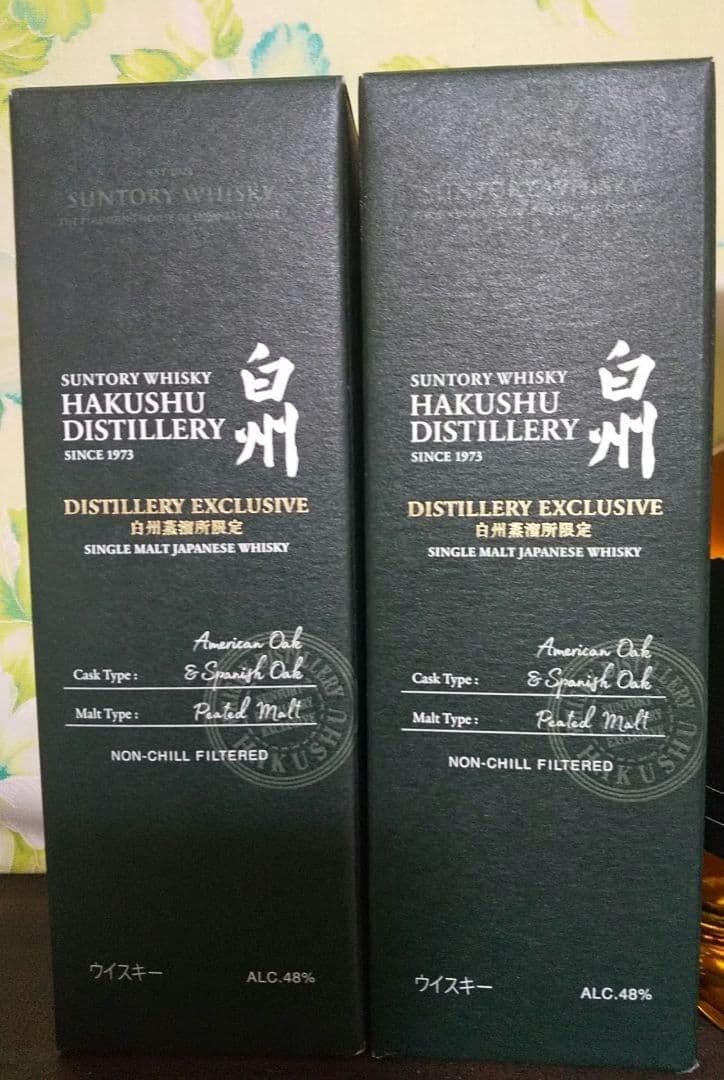 EST 1923
SUNTORY WHISKY
SUNTORY WHISKY
HAKUSHU
DISTILLERY
SINCE 1973
白州
DISTILLERY EXCLUSIVE
白州蒸溜所限定
SINGLE MALT JAPANESE WHISKY
Cask Type : American Oak
& Spanish Oak
Malt Type : Peated Malt
NON-CHILL FILTERED
HAKUSHU
ウイスキー
ALC.48%
SUNTORY WHISKY
SUNTORY WHISKY
HAKUSHU
DISTILLERY
SINCE 1973
白州
DISTILLERY EXCLUSIVE
白州蒸溜所限定
SINGLE MALT JAPANESE WHISKY
Cask Type : American Oak
& Spanish Oak
Malt Type : Peated Malt
NON-CHILL FILTERED
HAKUSHU
ウイスキー
ALC.48%